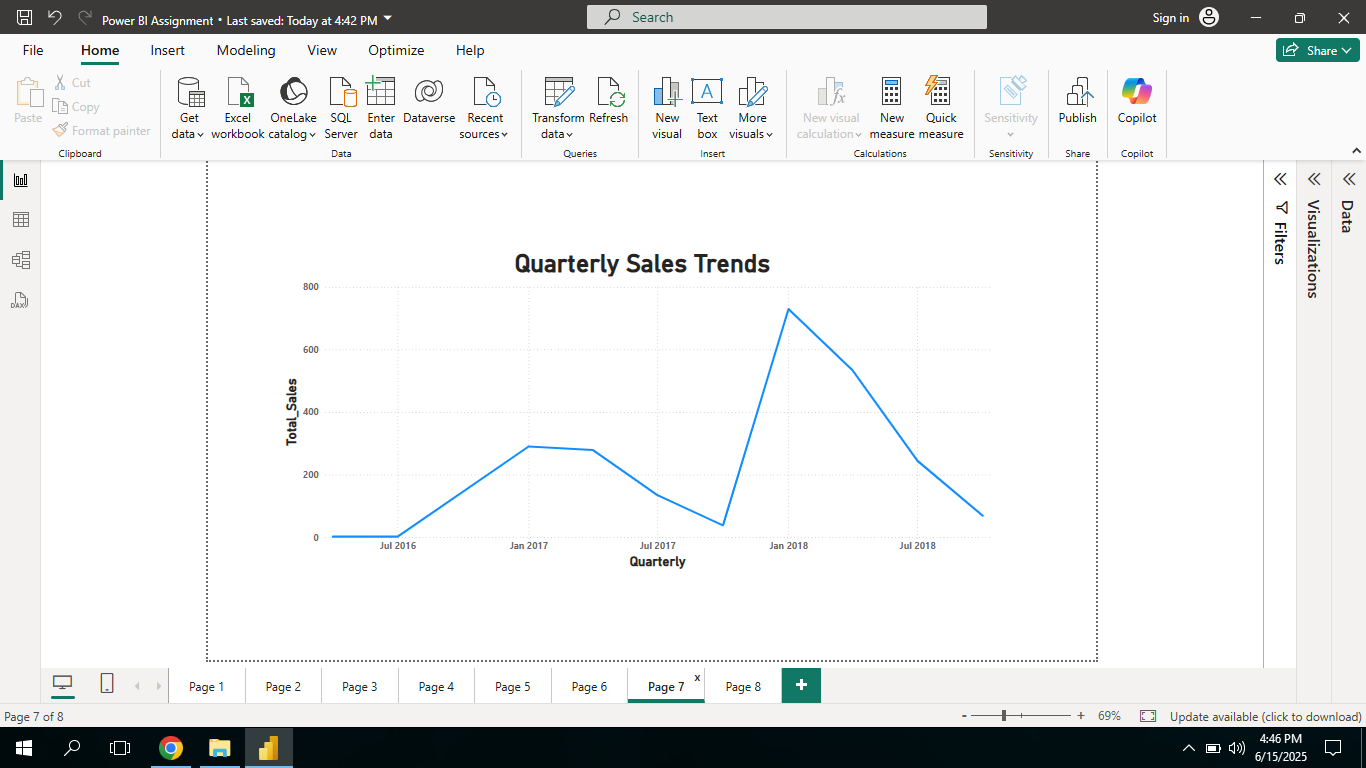 Power BI Assignment • Last saved: Today at 4:42 PM
Search
Sign in
File Home Insert Modeling View Optimize Help
Share
Paste
Cut
Copy
Format painter
Clipboard
Get data
Excel workbook
OneLake catalog
SQL Server
Enter data
Dataverse
Recent sources
Data
Transform data
Refresh
Queries
New visual
Text box
More visuals
Insert
New visual calculation
New measure
Quick measure
Calculations
Sensitivity
Sensitivity
Publish
Share
Copilot
Copilot
DAX
Filters
Visualizations
Data
Quarterly Sales Trends
Total_Sales
800
600
400
200
0
Jul 2016 Jan 2017 Jul 2017 Jan 2018 Jul 2018
Quarterly
Page 1 Page 2 Page 3 Page 4 Page 5 Page 6 Page 7 x Page 8 +
Page 7 of 8
- + 69%
Update available (click to download)
4:46 PM
6/15/2025